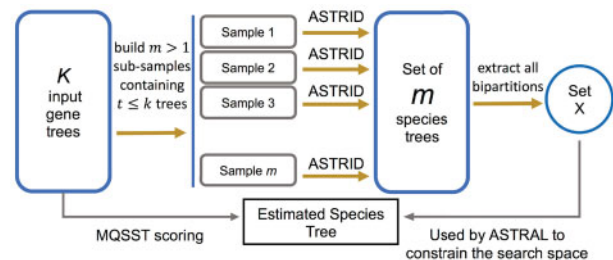 K
input
gene
trees
build m > 1
sub-samples
containing
t ≤ k trees
Sample 1
Sample 2
Sample 3
Sample m
ASTRID
ASTRID
ASTRID
ASTRID
Set of
m
species
trees
extract all
bipartitions
Set
X
Estimated Species
Tree
MQSST scoring
Used by ASTRAL to
constrain the search space